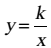 y = k/x